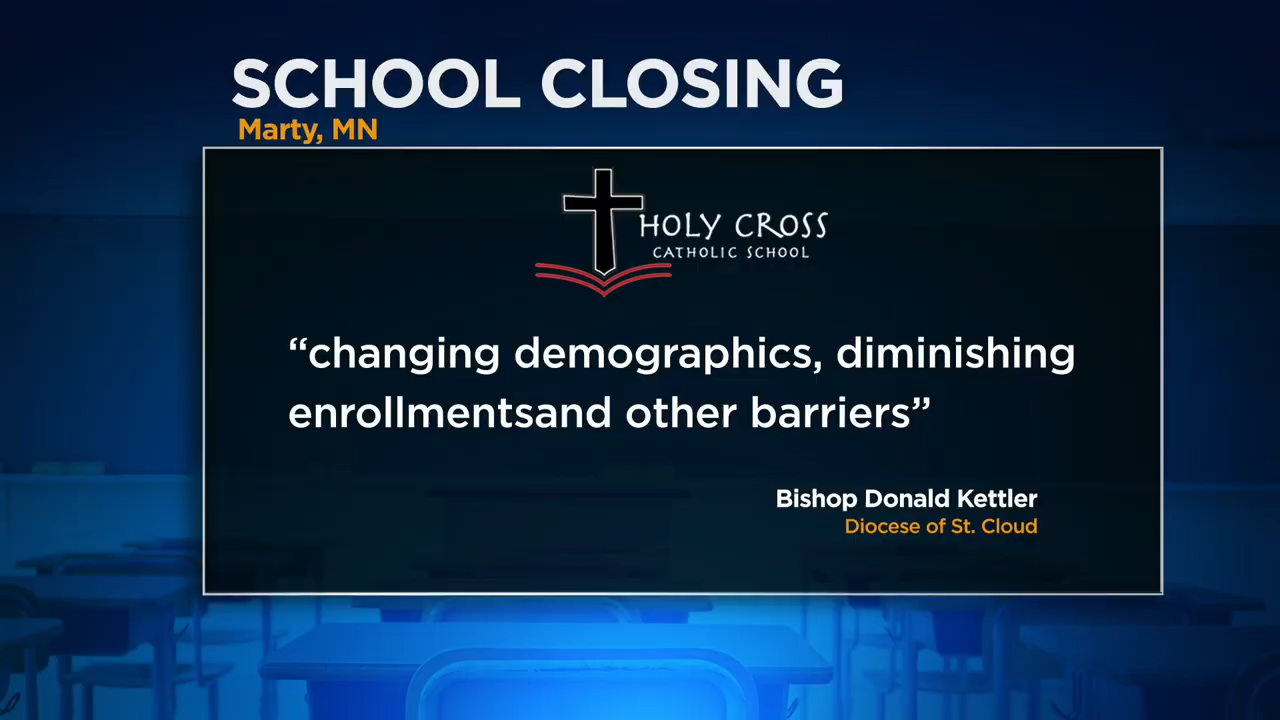 SCHOOL CLOSING
Marty, MN
HOLY CROSS
CATHOLIC SCHOOL
“changing demographics, diminishing
enrollmentsand other barriers”
Bishop Donald Kettler
Diocese of St. Cloud